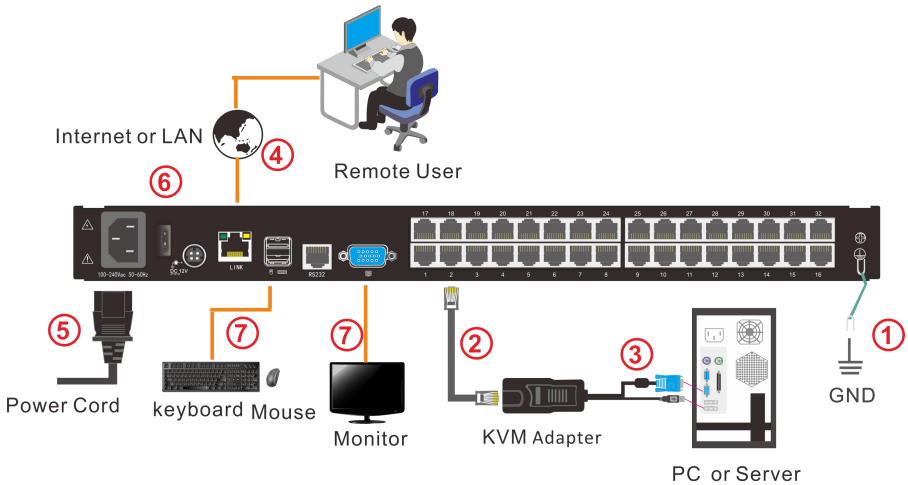 Internet or LAN
4
Remote User
6
17 18 19 20 21 22 23 24 25 26 27 28 29 30 31 32
100-240Vac 50-60Hz
DC 12V
LINK
RS232
1 2 3 4 5 6 7 8 9 10 11 12 13 14 15 16
5
7
7
2
3
1
GND
Power Cord
keyboard Mouse
Monitor
KVM Adapter
PC or Server